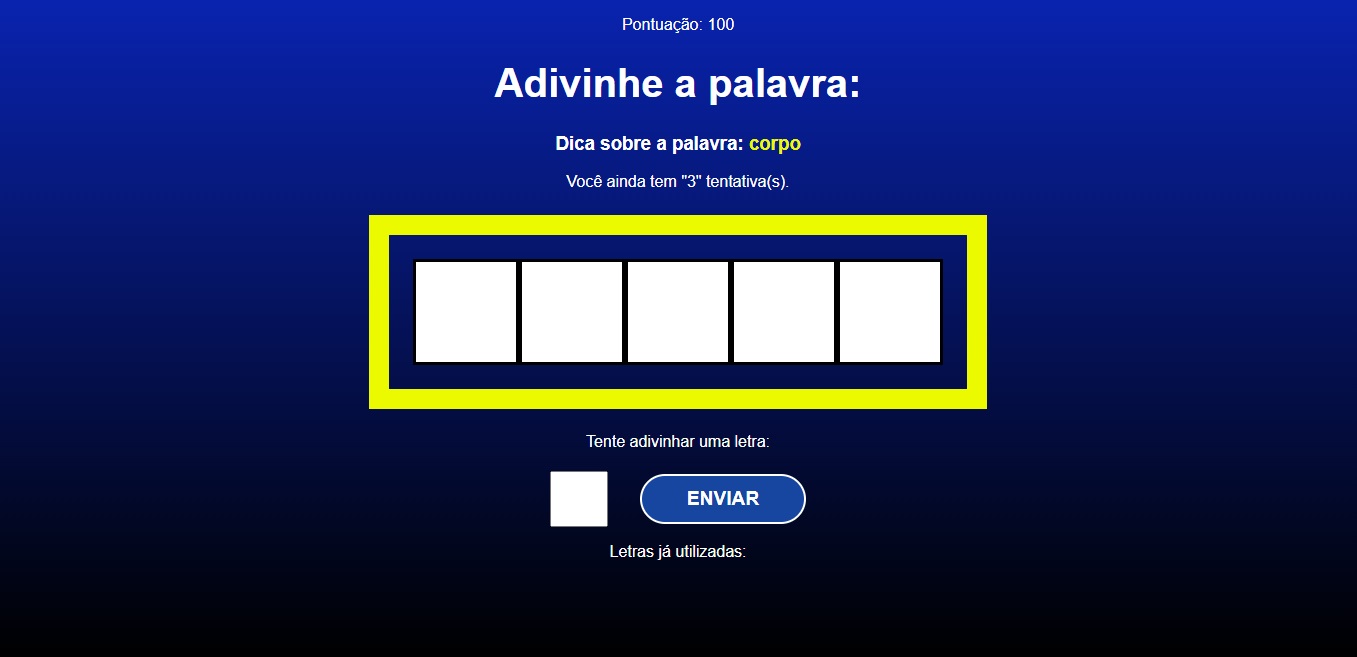 Pontuação: 100
Adivinhe a palavra:
Dica sobre a palavra: corpo
Você ainda tem "3" tentativa(s).
Tente adivinhar uma letra:
ENVIAR
Letras já utilizadas: